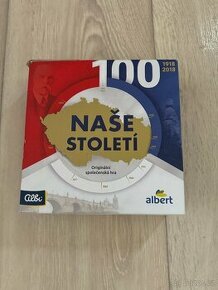 100
1918
2018
NAŠE
STOLETÍ
Originální
společenská hra
Albi
albert